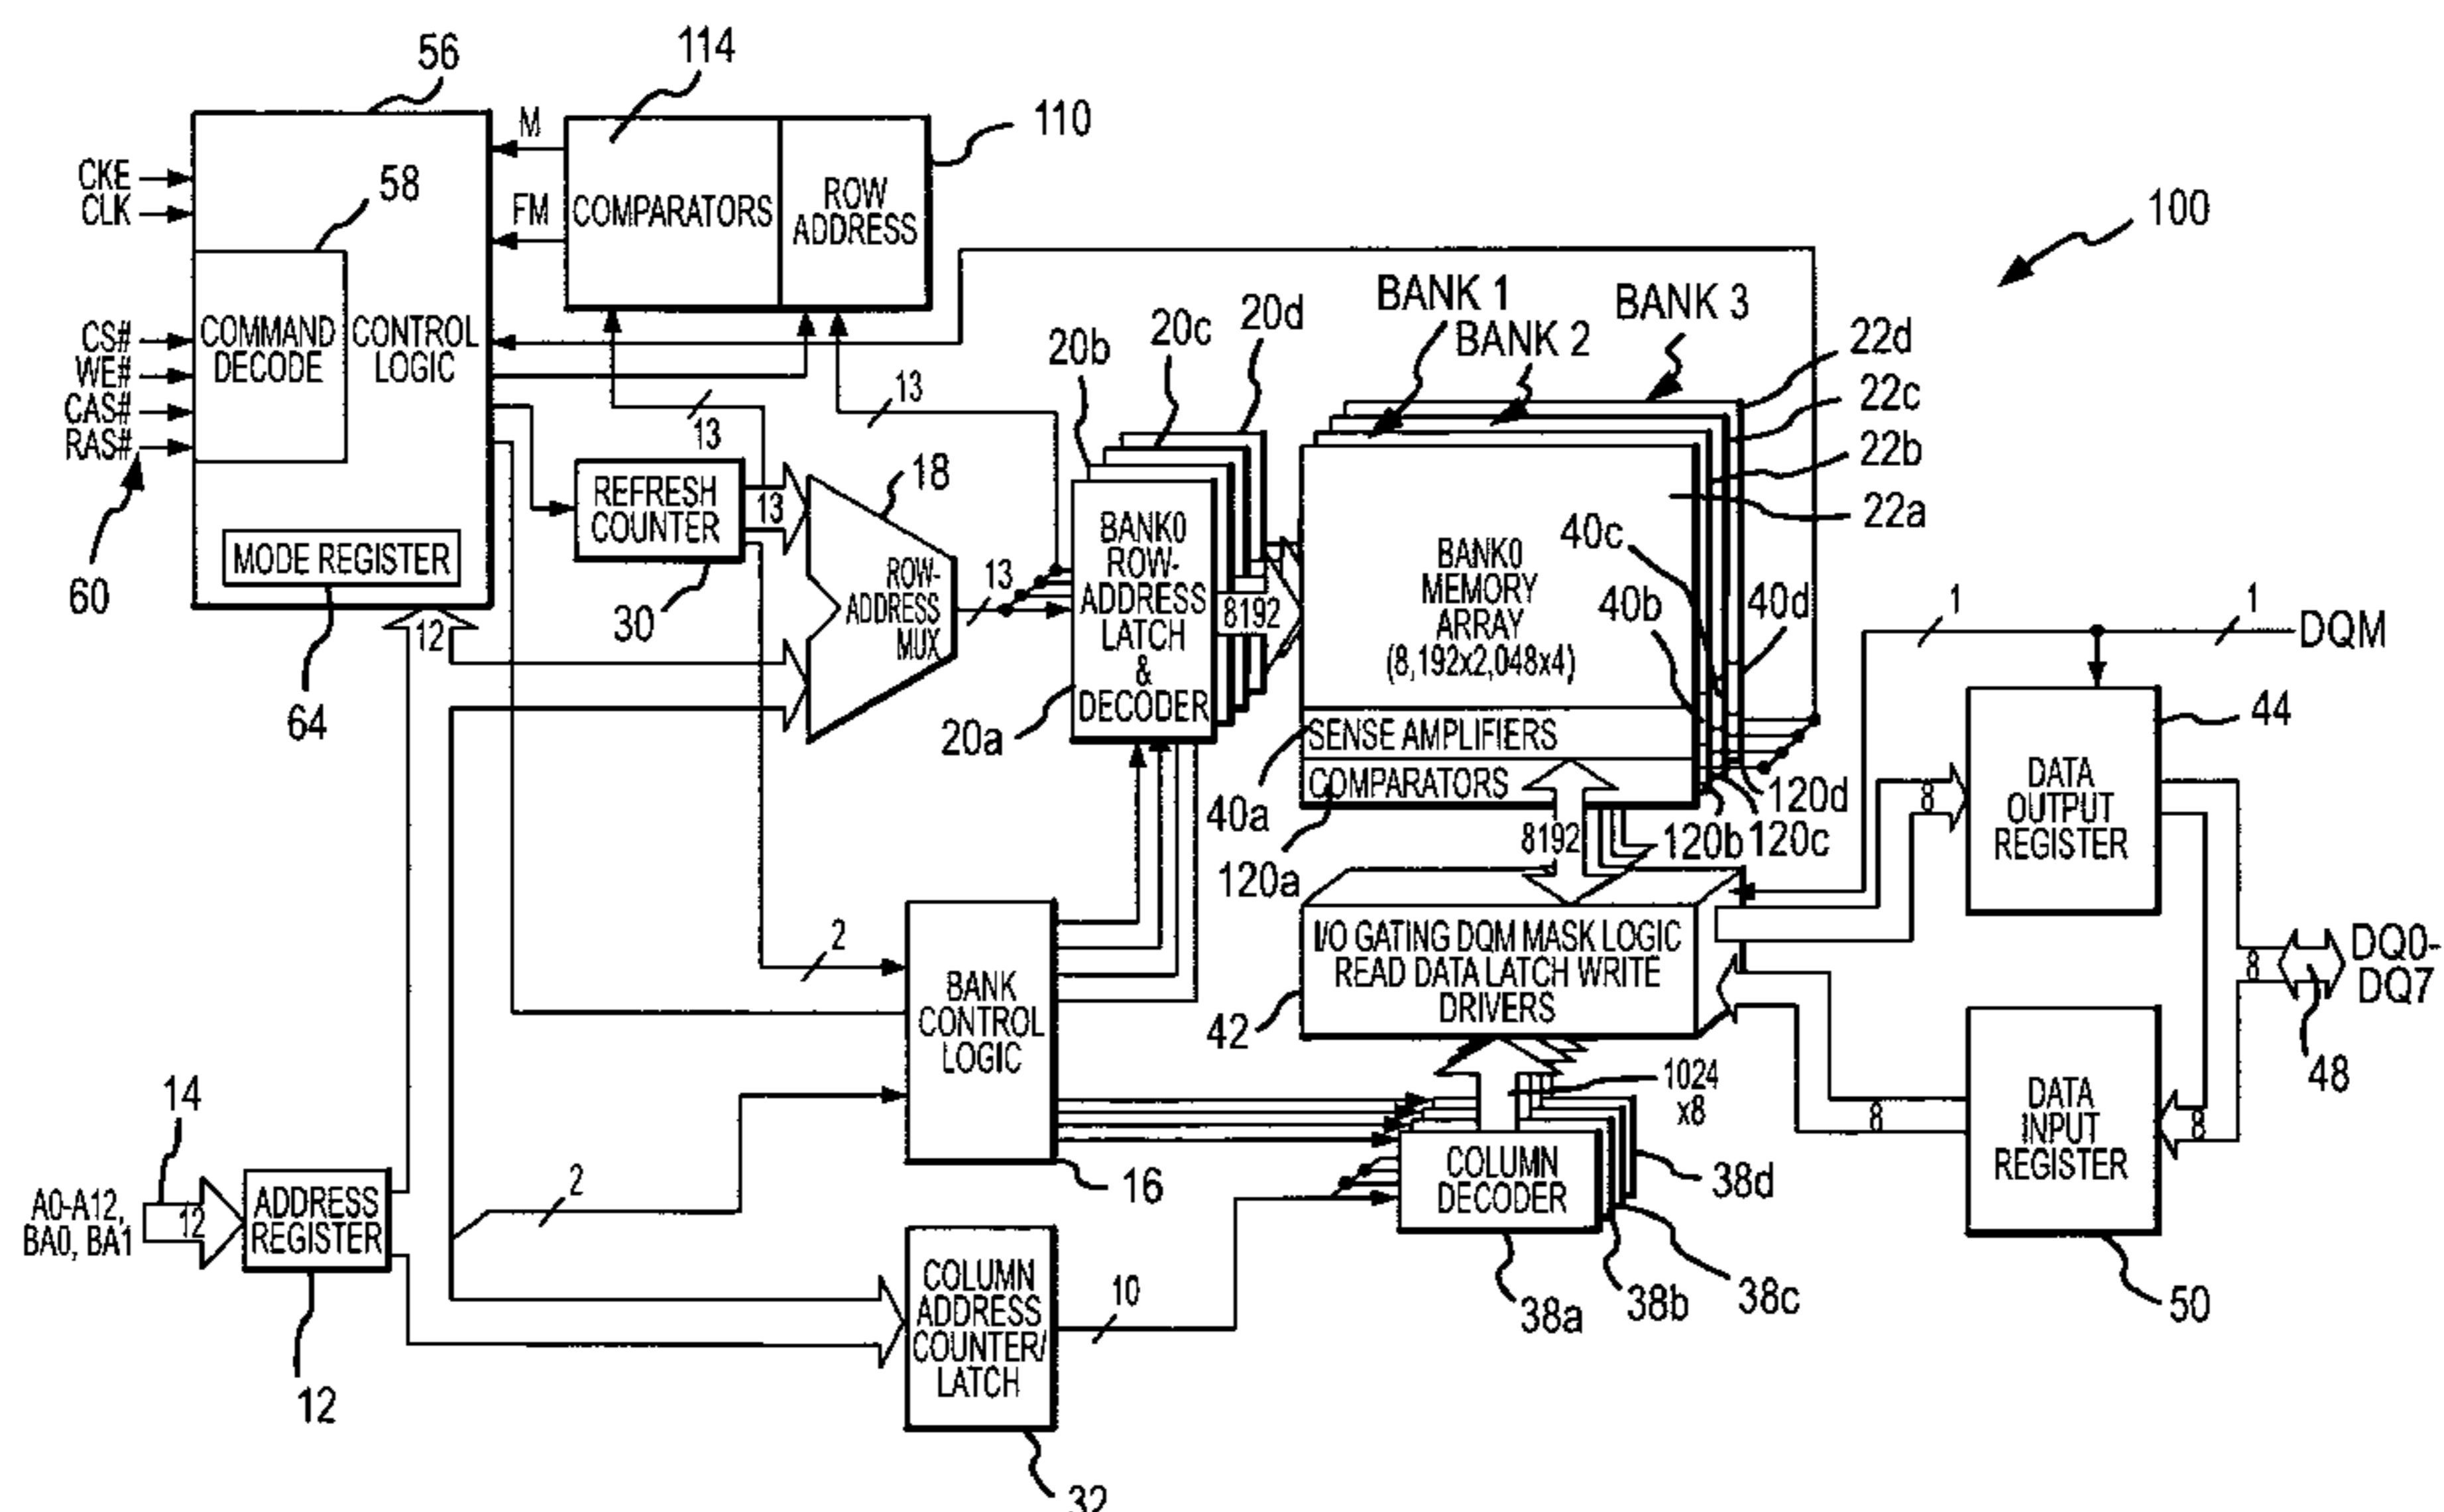 56
114
110
M
CKE
CLK
58
FM
COMPARATORS
ROW
ADDRESS
100
CS#
WE#
CAS#
RAS#
COMMAND
DECODE
CONTROL
LOGIC
BANK 1
BANK 2
BANK 3
20b
20c
20d
22d
22c
22b
22a
13
13
60
MODE REGISTER
64
REFRESH
COUNTER
30
13
18
ROW-
ADDRESS
MUX
13
BANK0
ROW-
ADDRESS
LATCH
&
DECODER
20a
8192
BANK0
MEMORY
ARRAY
(8,192x2,048x4)
40c
40b
40d
SENSE AMPLIFIERS
COMPARATORS
40a
120a
8192
120b
120c
120d
1
1
DQM
44
DATA
OUTPUT
REGISTER
8
12
2
BANK
CONTROL
LOGIC
16
I/O GATING DQM MASK LOGIC
READ DATA LATCH WRITE
DRIVERS
42
8
DQ0-
DQ7
48
DATA
INPUT
REGISTER
8
8
50
1024
x8
COLUMN
DECODER
38a
38b
38c
38d
14
A0-A12,
BA0, BA1
12
ADDRESS
REGISTER
12
2
COLUMN
ADDRESS
COUNTER/
LATCH
10
32